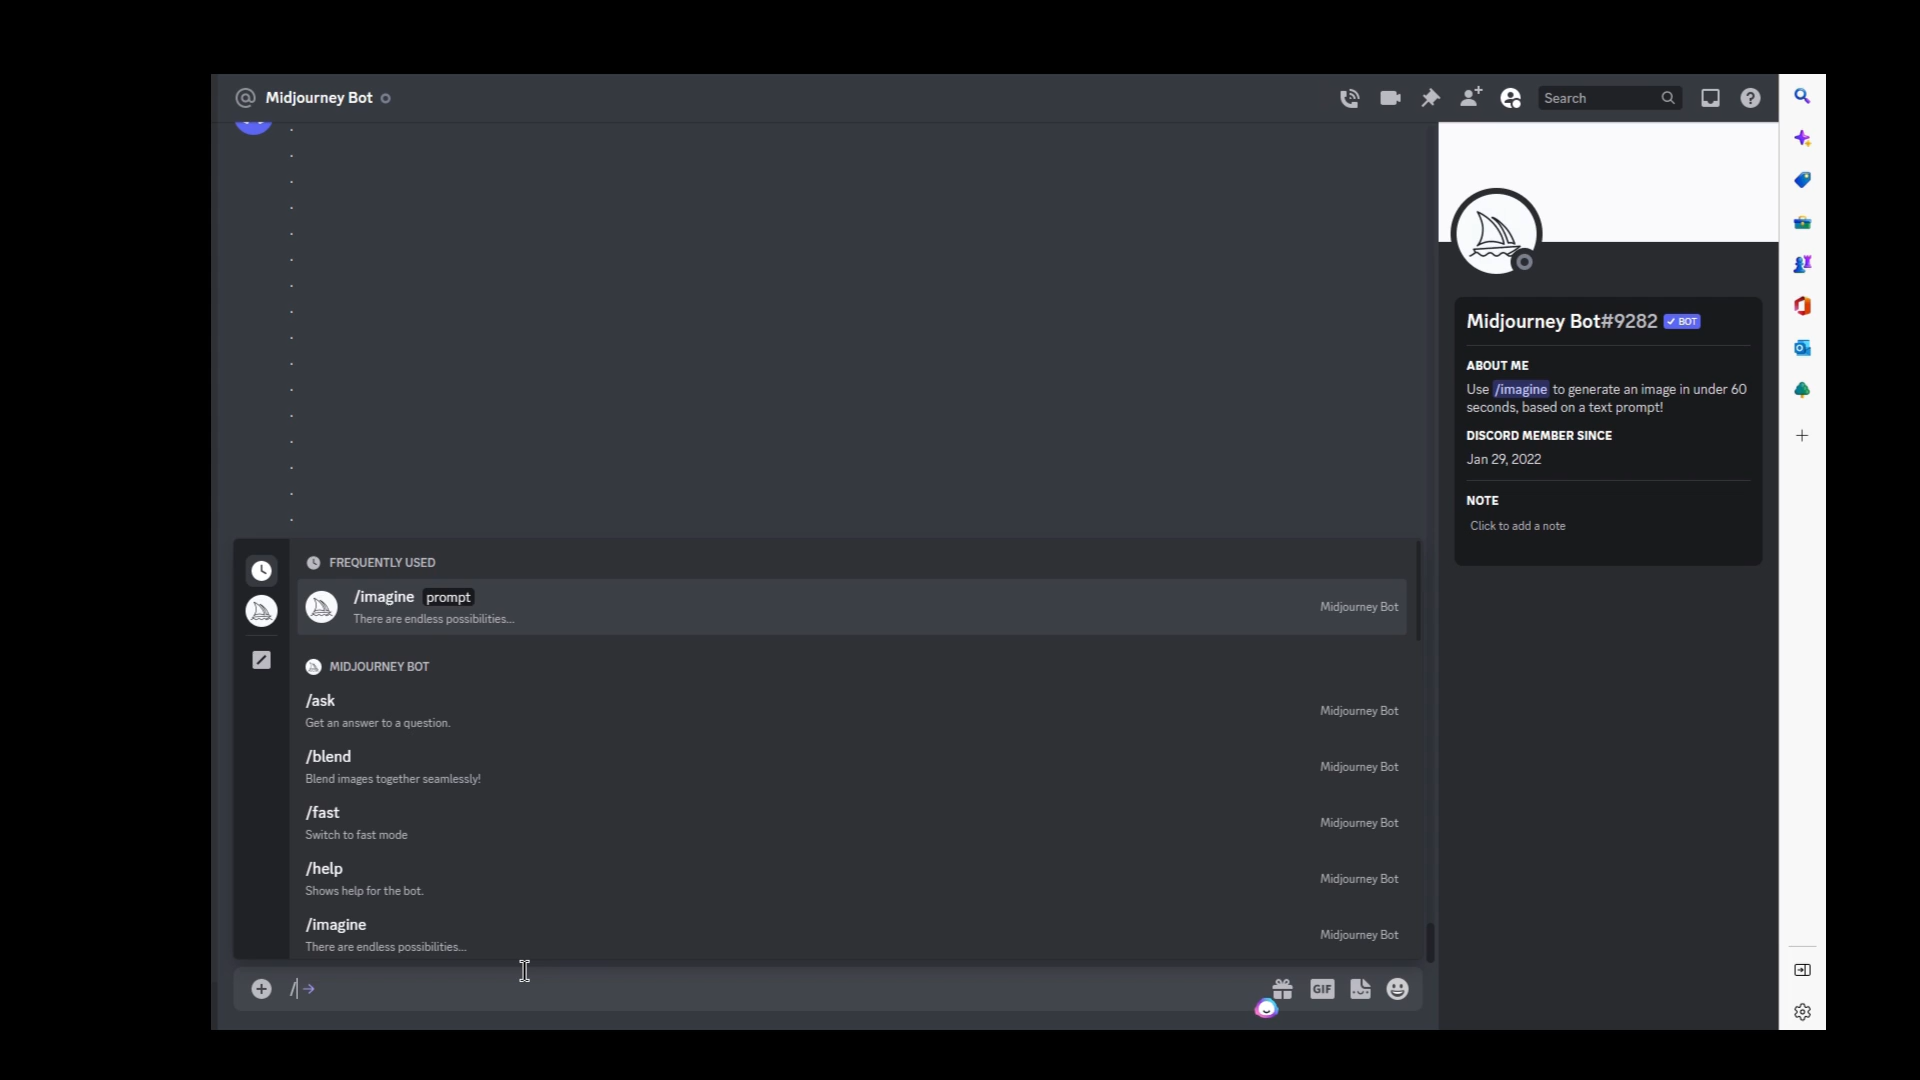 @ Midjourney Bot
Search
FREQUENTLY USED
/imagine prompt
There are endless possibilities...
Midjourney Bot
MIDJOURNEY BOT
/ask
Get an answer to a question.
Midjourney Bot
/blend
Blend images together seamlessly!
Midjourney Bot
/fast
Switch to fast mode
Midjourney Bot
/help
Shows help for the bot.
Midjourney Bot
/imagine
There are endless possibilities...
Midjourney Bot
/
GIF
Midjourney Bot#9282 BOT
ABOUT ME
Use /imagine to generate an image in under 60
seconds, based on a text prompt!
DISCORD MEMBER SINCE
Jan 29, 2022
NOTE
Click to add a note